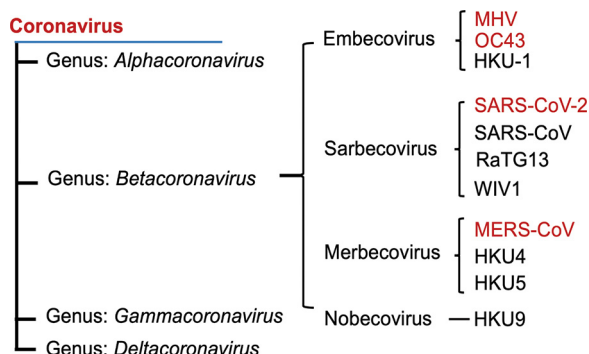 Coronavirus
Genus: Alphacoronavirus
Genus: Betacoronavirus
Genus: Gammacoronavirus
Genus: Deltacoronavirus
Embecovirus
MHV
OC43
HKU-1
Sarbecovirus
SARS-CoV-2
SARS-CoV
RaTG13
WIV1
Merbecovirus
MERS-CoV
HKU4
HKU5
Nobecovirus
HKU9